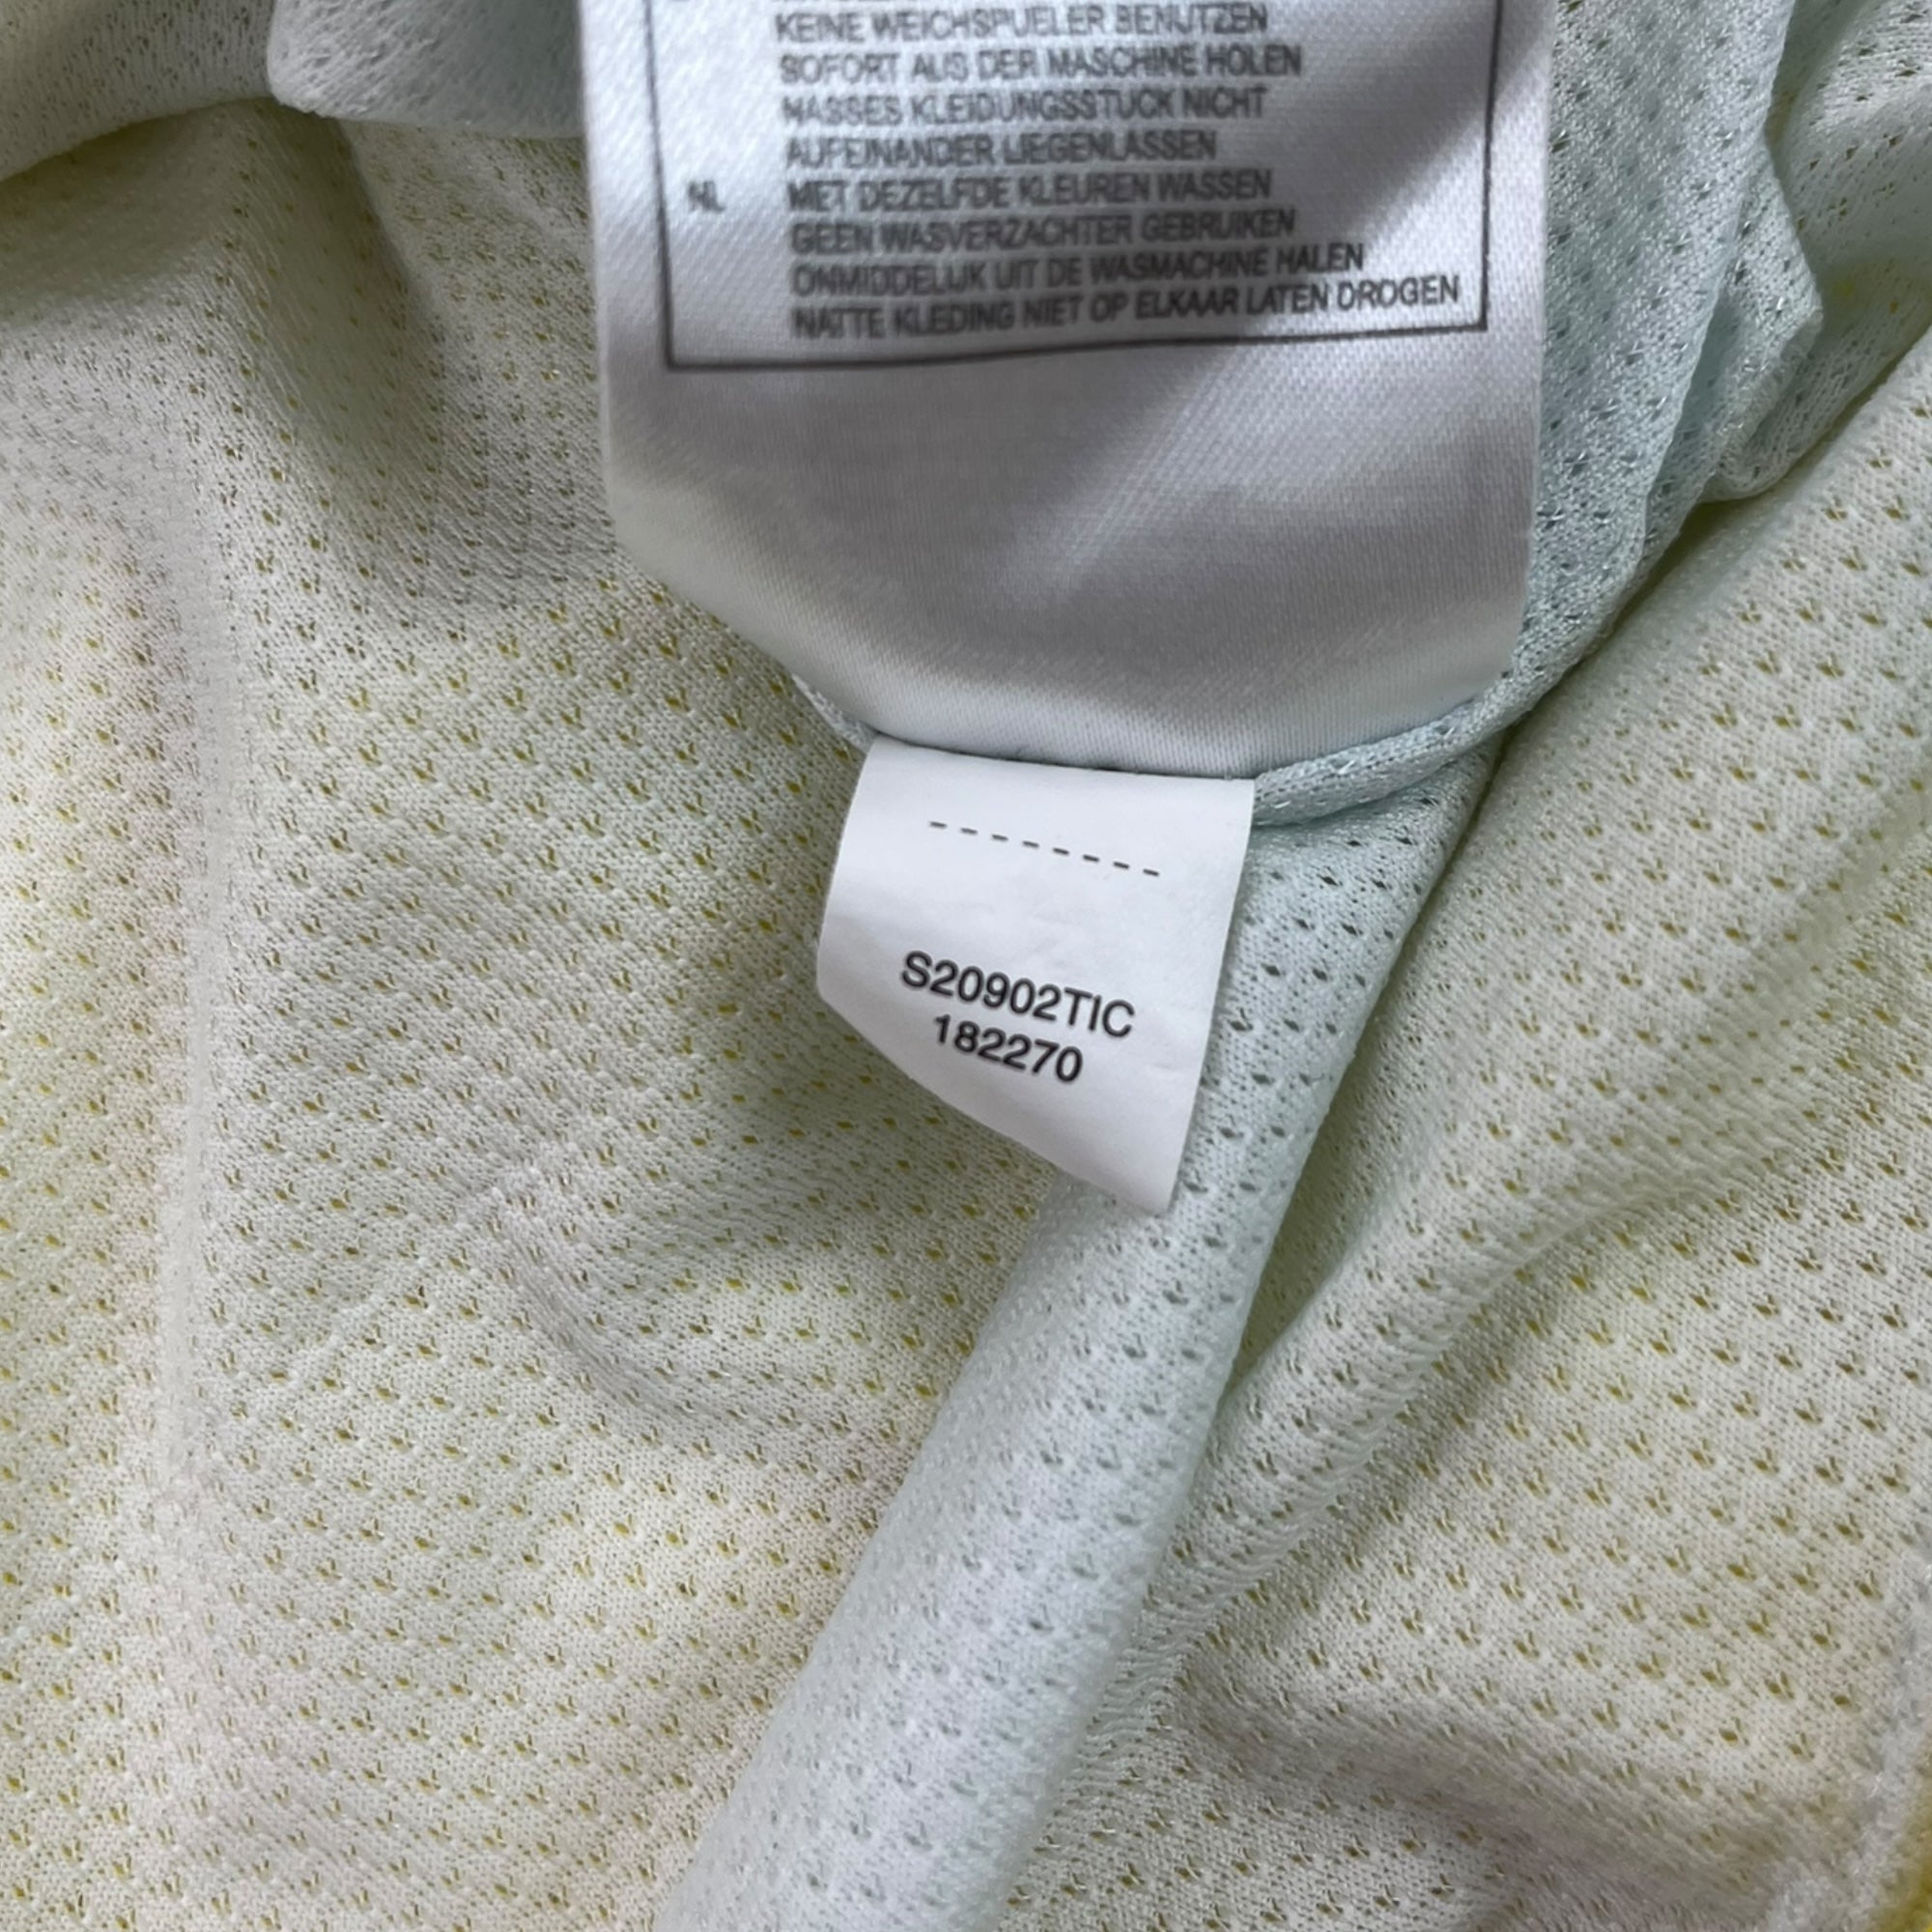 KEINE WEICHSPUELER BENUTZEN
SOFORT AUS DER MASCHINE HOLEN
NASSES KLEIDUNGSSTUCK NICHT
AUFEINANDER LIEGENLASSEN
NL MET DEZELFDE KLEUREN WASSEN
GEEN WASVERZACHTER GEBRUIKEN
ONMIDDELIJK UIT DE WASMACHINE HALEN
NATTE KLEDING NIET OP ELKAAR LATEN DROGEN
S20902TIC
182270